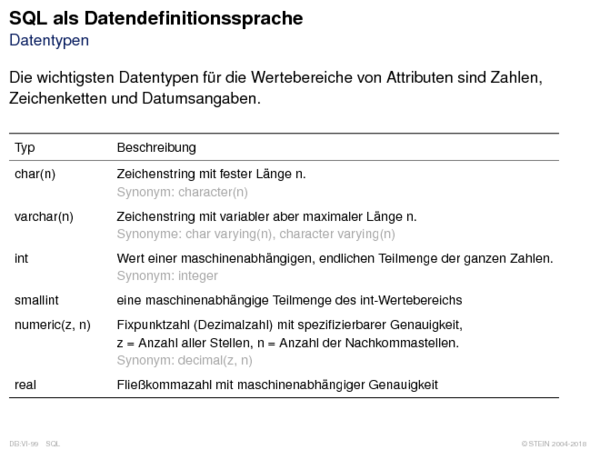 SQL als Datendefinitionssprache
Datentypen
Die wichtigsten Datentypen für die Wertebereiche von Attributen sind Zahlen,
Zeichenketten und Datumsangaben.
Typ Beschreibung
char(n) Zeichenstring mit fester Länge n.
Synonym: character(n)
varchar(n) Zeichenstring mit variabler aber maximaler Länge n.
Synonyme: char varying(n), character varying(n)
int Wert einer maschinenabhängigen, endlichen Teilmenge der ganzen Zahlen.
Synonym: integer
smallint eine maschinenabhängige Teilmenge des int-Wertebereichs
numeric(z, n) Fixpunktzahl (Dezimalzahl) mit spezifizierbarer Genauigkeit,
z = Anzahl aller Stellen, n = Anzahl der Nachkommastellen.
Synonym: decimal(z, n)
real Fließkommazahl mit maschinenabhängiger Genauigkeit
SQL
© STEIN 2004-2018